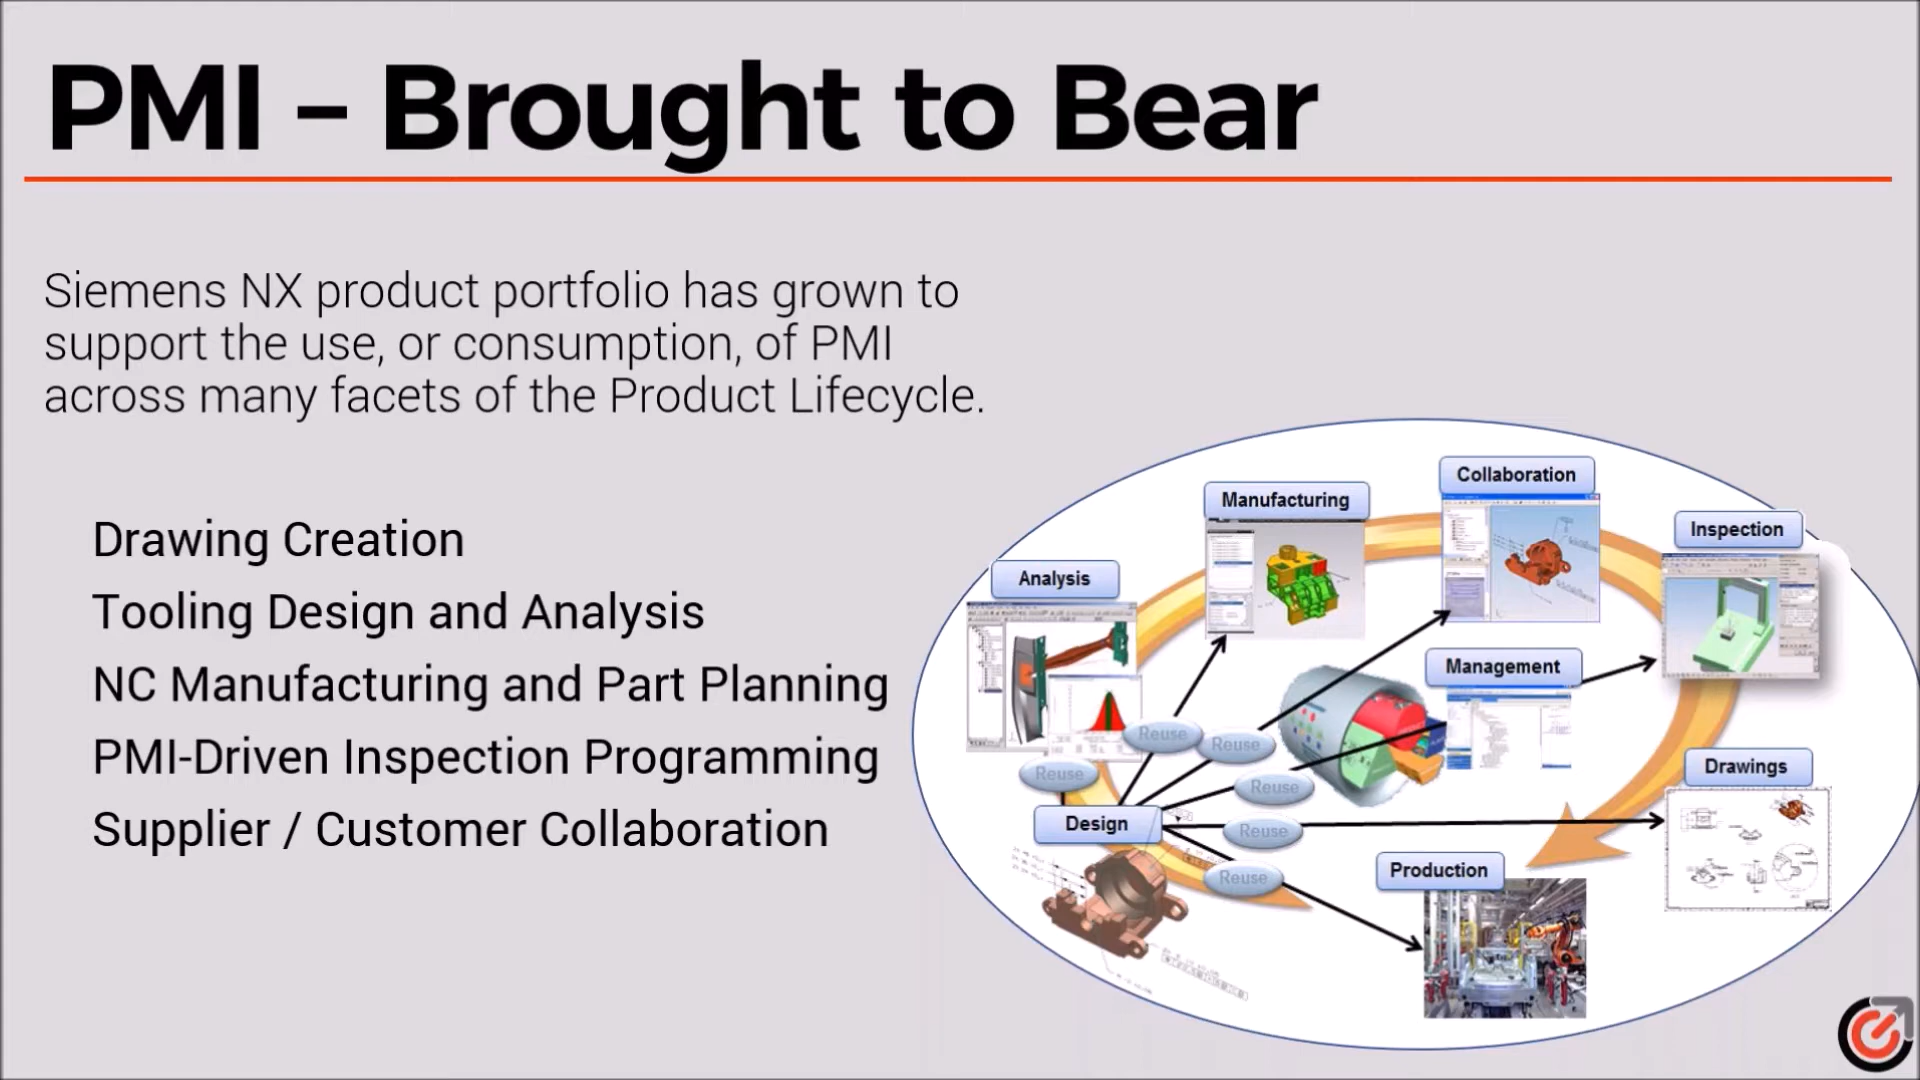 PMI – Brought to Bear
Siemens NX product portfolio has grown to
support the use, or consumption, of PMI
across many facets of the Product Lifecycle.
Drawing Creation
Tooling Design and Analysis
NC Manufacturing and Part Planning
PMI-Driven Inspection Programming
Supplier / Customer Collaboration
Collaboration
Manufacturing
Inspection
Analysis
Management
Reuse
Reuse
Reuse
Reuse
Drawings
Design
Reuse
Production
Reuse